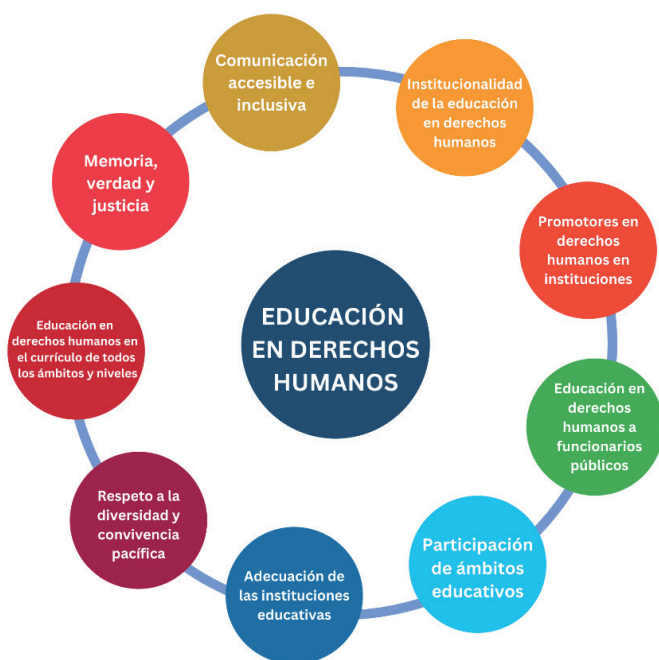 Comunicación
accesible e
inclusiva
Institucionalidad
de la educación
en derechos
humanos
Memoria,
verdad y
justicia
Promotores en
derechos
humanos en
instituciones
EDUCACIÓN
EN DERECHOS
HUMANOS
Educación en
derechos humanos en
el currículo de todos
los ámbitos y niveles
Educación en
derechos
humanos a
funcionarios
públicos
Respeto a la
diversidad y
convivencia
pacífica
Participación
de ámbitos
educativos
Adecuación de
las instituciones
educativas